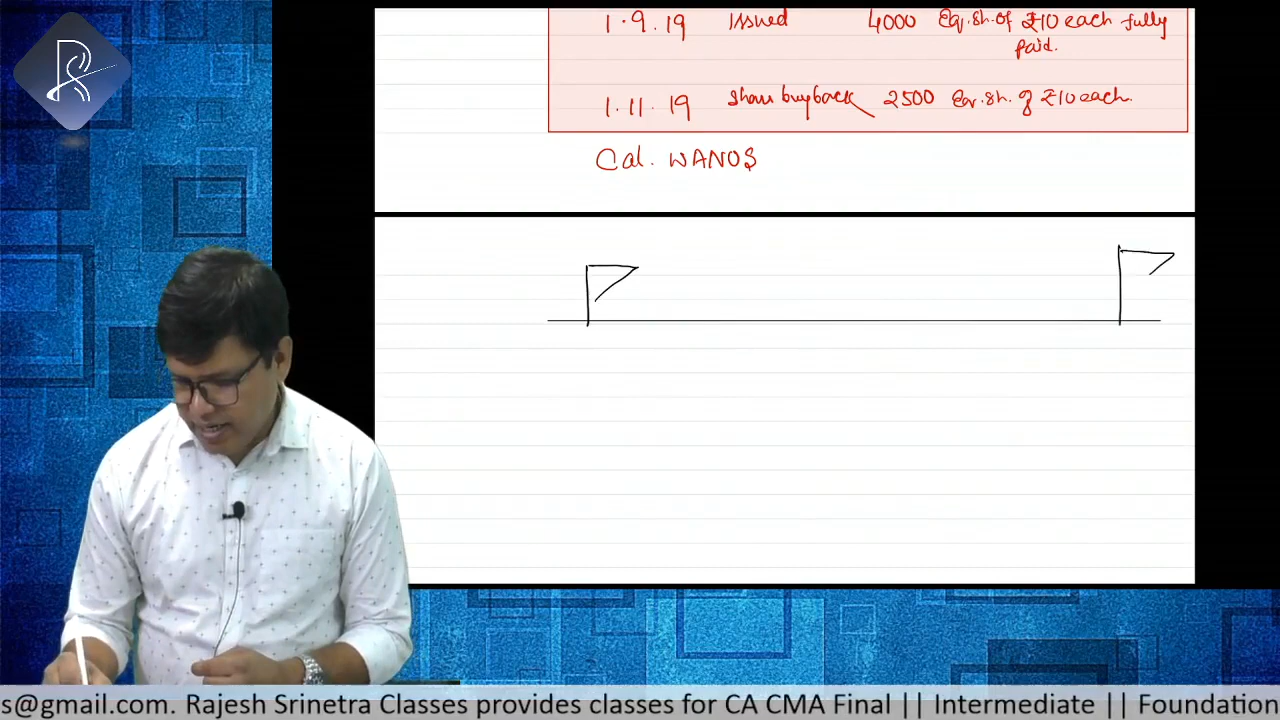 1.9.19 Issued 4000 Eq.sh.of ₹10 each fully
paid.
1.11.19 Share buyback 2500 Eq.sh. of ₹10 each.
Cal. WANOS
s@gmail.com. Rajesh Srinetra Classes provides classes for CA CMA Final || Intermediate || Foundation